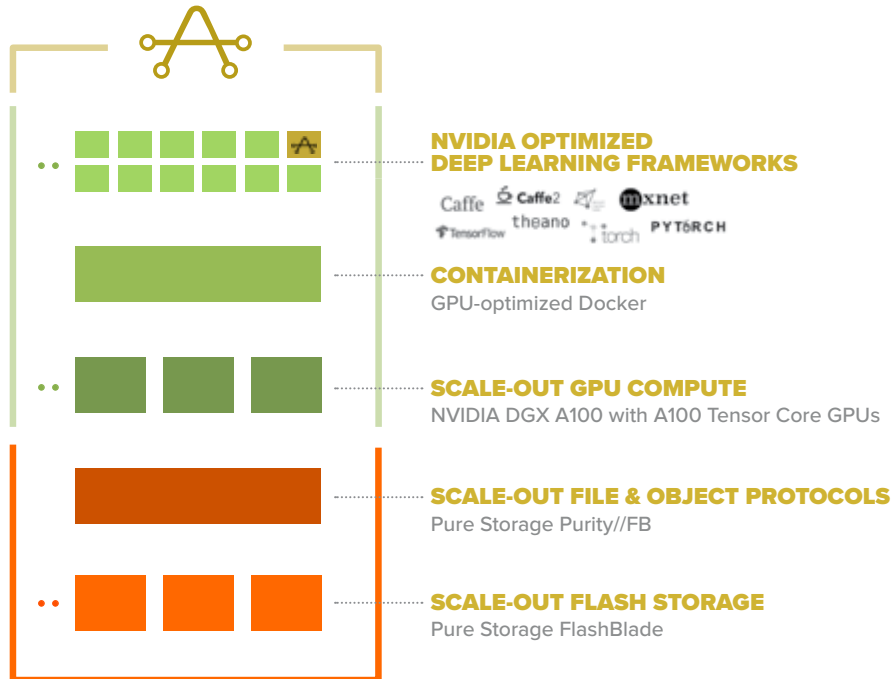 NVIDIA OPTIMIZED
DEEP LEARNING FRAMEWORKS
Caffe Caffe2 mxnet
TensorFlow theano torch PYTÓRCH
CONTAINERIZATION
GPU-optimized Docker
SCALE-OUT GPU COMPUTE
NVIDIA DGX A100 with A100 Tensor Core GPUs
SCALE-OUT FILE & OBJECT PROTOCOLS
Pure Storage Purity//FB
SCALE-OUT FLASH STORAGE
Pure Storage FlashBlade